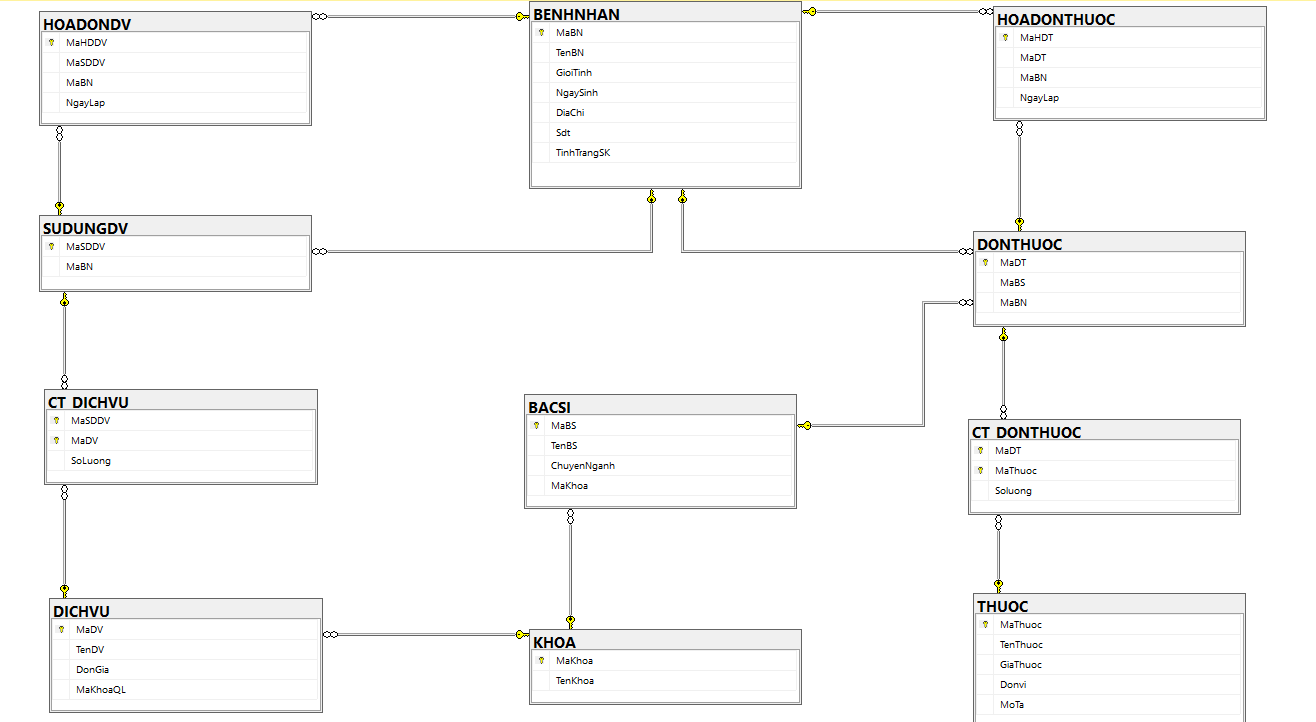 HOADONDV
MaHDDV
MaSDDV
MaBN
NgayLap
BENHNHAN
MaBN
TenBN
GioiTinh
NgaySinh
DiaChi
Sdt
TinhTrangSK
HOADONTHUOC
MaHDT
MaDT
MaBN
NgayLap
SUDUNGDV
MaSDDV
MaBN
DONTHUOC
MaDT
MaBS
MaBN
CT_DICHVU
MaSDDV
MaDV
SoLuong
BACSI
MaBS
TenBS
ChuyenNganh
MaKhoa
CT_DONTHUOC
MaDT
MaThuoc
Soluong
DICHVU
MaDV
TenDV
DonGia
MaKhoaQL
KHOA
MaKhoa
TenKhoa
THUOC
MaThuoc
TenThuoc
GiaThuoc
Donvi
MoTa